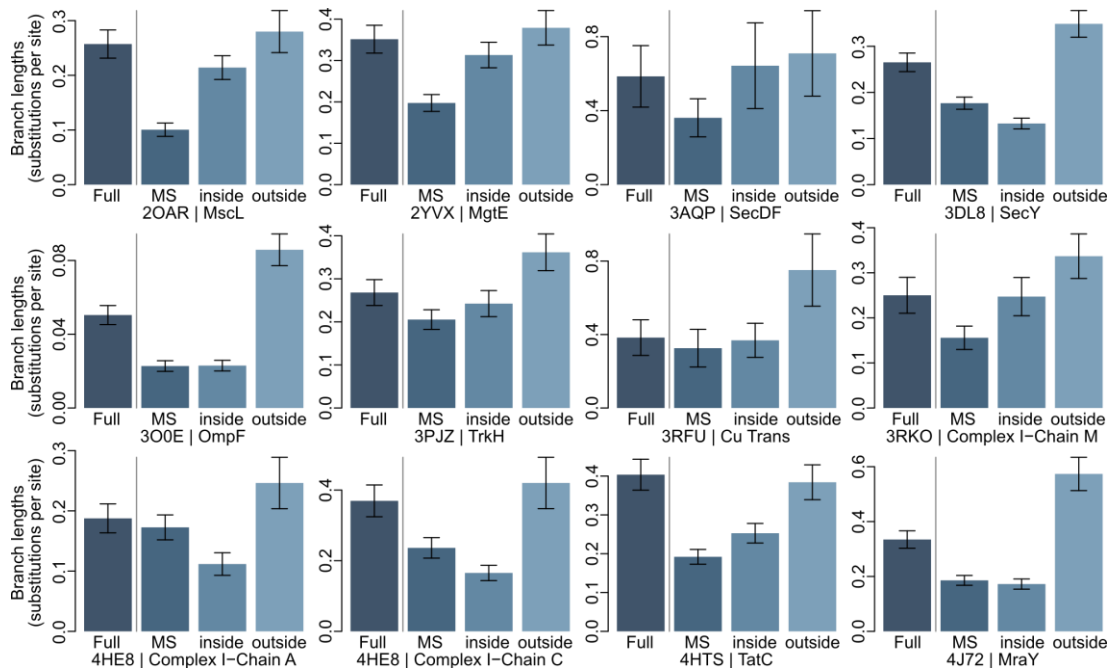 Branch lengths
(substitutions per site)
0.0 0.1 0.2 0.3
Full MS inside outside
2OAR | MscL
0.0 0.1 0.2 0.3 0.4
Full MS inside outside
2YVX | MgtE
0.0 0.4 0.8
Full MS inside outside
3AQP | SecDF
0.0 0.1 0.2 0.3
Full MS inside outside
3DL8 | SecY
Branch lengths
(substitutions per site)
0.00 0.04 0.08
Full MS inside outside
3O0E | OmpF
0.0 0.1 0.2 0.3 0.4
Full MS inside outside
3PJZ | TrkH
0.0 0.4 0.8
Full MS inside outside
3RFU | Cu Trans
0.0 0.1 0.2 0.3 0.4
Full MS inside outside
3RKO | Complex I−Chain M
Branch lengths
(substitutions per site)
0.0 0.1 0.2 0.3
Full MS inside outside
4HE8 | Complex I−Chain A
0.0 0.2 0.4
Full MS inside outside
4HE8 | Complex I−Chain C
0.0 0.1 0.2 0.3 0.4
Full MS inside outside
4HTS | TatC
0.0 0.2 0.4 0.6
Full MS inside outside
4J72 | MraY